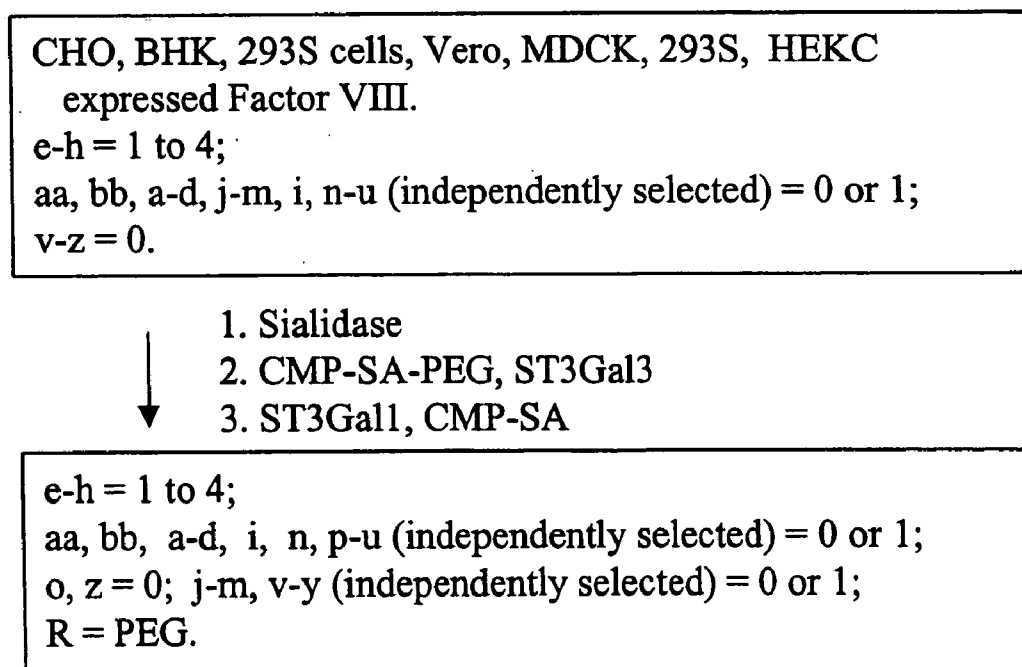 CHO, BHK, 293S cells, Vero, MDCK, 293S, HEKC
expressed Factor VIII.
e-h = 1 to 4;
aa, bb, a-d, j-m, i, n-u (independently selected) = 0 or 1;
v-z = 0.
1. Sialidase
2. CMP-SA-PEG, ST3Gal3
3. ST3Gal1, CMP-SA
e-h = 1 to 4;
aa, bb, a-d, i, n, p-u (independently selected) = 0 or 1;
o, z = 0; j-m, v-y (independently selected) = 0 or 1;
R = PEG.